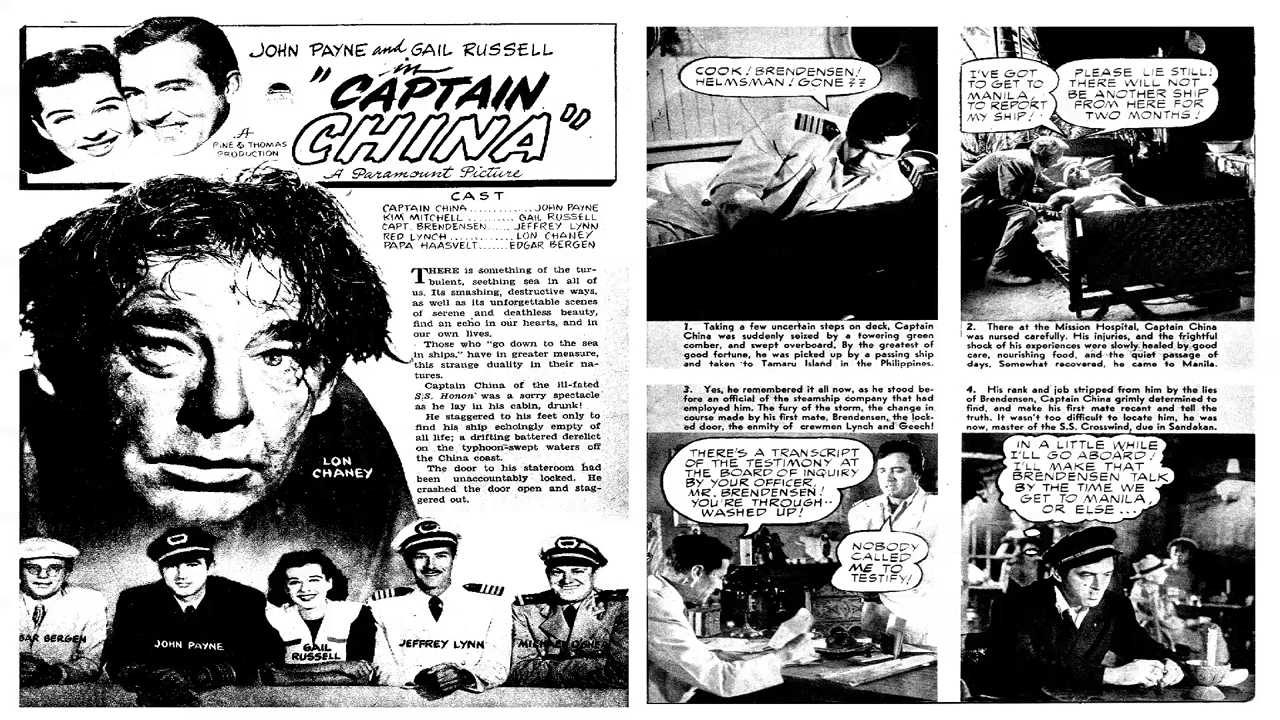 JOHN PAYNE and GAIL RUSSELL
in
"CAPTAIN
CHINA"
A
PINE & THOMAS
PRODUCTION
A Paramount Picture
CAST
CAPTAIN CHINA............JOHN PAYNE
KIM MITCHELL..........GAIL RUSSELL
CAPT. BRENDENSEN.....JEFFREY LYNN
RED LYNCH..............LON CHANEY
PAPA HAASVELT.......EDGAR BERGEN
THERE is something of the tur-
bulent, seething sea in all of
us. Its smashing, destructive ways,
as well as its unforgettable scenes
of serene and deathless beauty,
find an echo in our hearts, and in
our own lives.
Those who "go down to the sea
in ships," have in greater measure,
this strange duality in their na-
tures.
Captain China of the ill-fated
S.S. Honon was a sorry spectacle
as he lay in his cabin, drunk!
He staggered to his feet only to
find his ship echoingly empty of
all life; a drifting battered derelict
on the typhoon-swept waters off
the China coast.
The door to his stateroom had
been unaccountably locked. He
crashed the door open and stag-
gered out.
LON
CHANEY
GAR BERGEN
JOHN PAYNE
GAIL
RUSSELL
JEFFREY LYNN
COOK! BRENDENSEN!
HELMSMAN! GONE??
1. Taking a few uncertain steps on deck, Captain
China was suddenly seized by a towering green
comber, and swept overboard. By the greatest of
good fortune, he was picked up by a passing ship
and taken to Tamaru Island in the Philippines.
I'VE GOT
TO GET TO
MANILA,
TO REPORT
MY SHIP!
PLEASE LIE STILL!
THERE WILL NOT
BE ANOTHER SHIP
FROM HERE FOR
TWO MONTHS!
2. There at the Mission Hospital, Captain China
was nursed carefully. His injuries, and the frightful
shock of his experiences were slowly healed by good
care, nourishing food, and the quiet passage of
days. Somewhat recovered, he came to Manila.
3. Yes, he remembered it all now, as he stood be-
fore an official of the steamship company that had
employed him. The fury of the storm, the change in
course made by his first mate, Brendensen, the lock-
ed door, the enmity of crewmen Lynch and Geech!
THERE'S A TRANSCRIPT
OF THE TESTIMONY AT
THE BOARD OF INQUIRY
BY YOUR OFFICER,
MR. BRENDENSEN!
YOU'RE THROUGH--
WASHED UP!
NOBODY
CALLED
ME TO
TESTIFY!
4. His rank and job stripped from him by the lies
of Brendensen, Captain China grimly determined to
find, and make his first mate recant and tell the
truth. It wasn't too difficult to locate him, he was
now, master of the S.S. Crosswind, due in Sandakan.
IN A LITTLE WHILE
I'LL GO ABOARD!
I'LL MAKE THAT
BRENDENSEN TALK
BY THE TIME WE
GET TO MANILA,
OR ELSE...